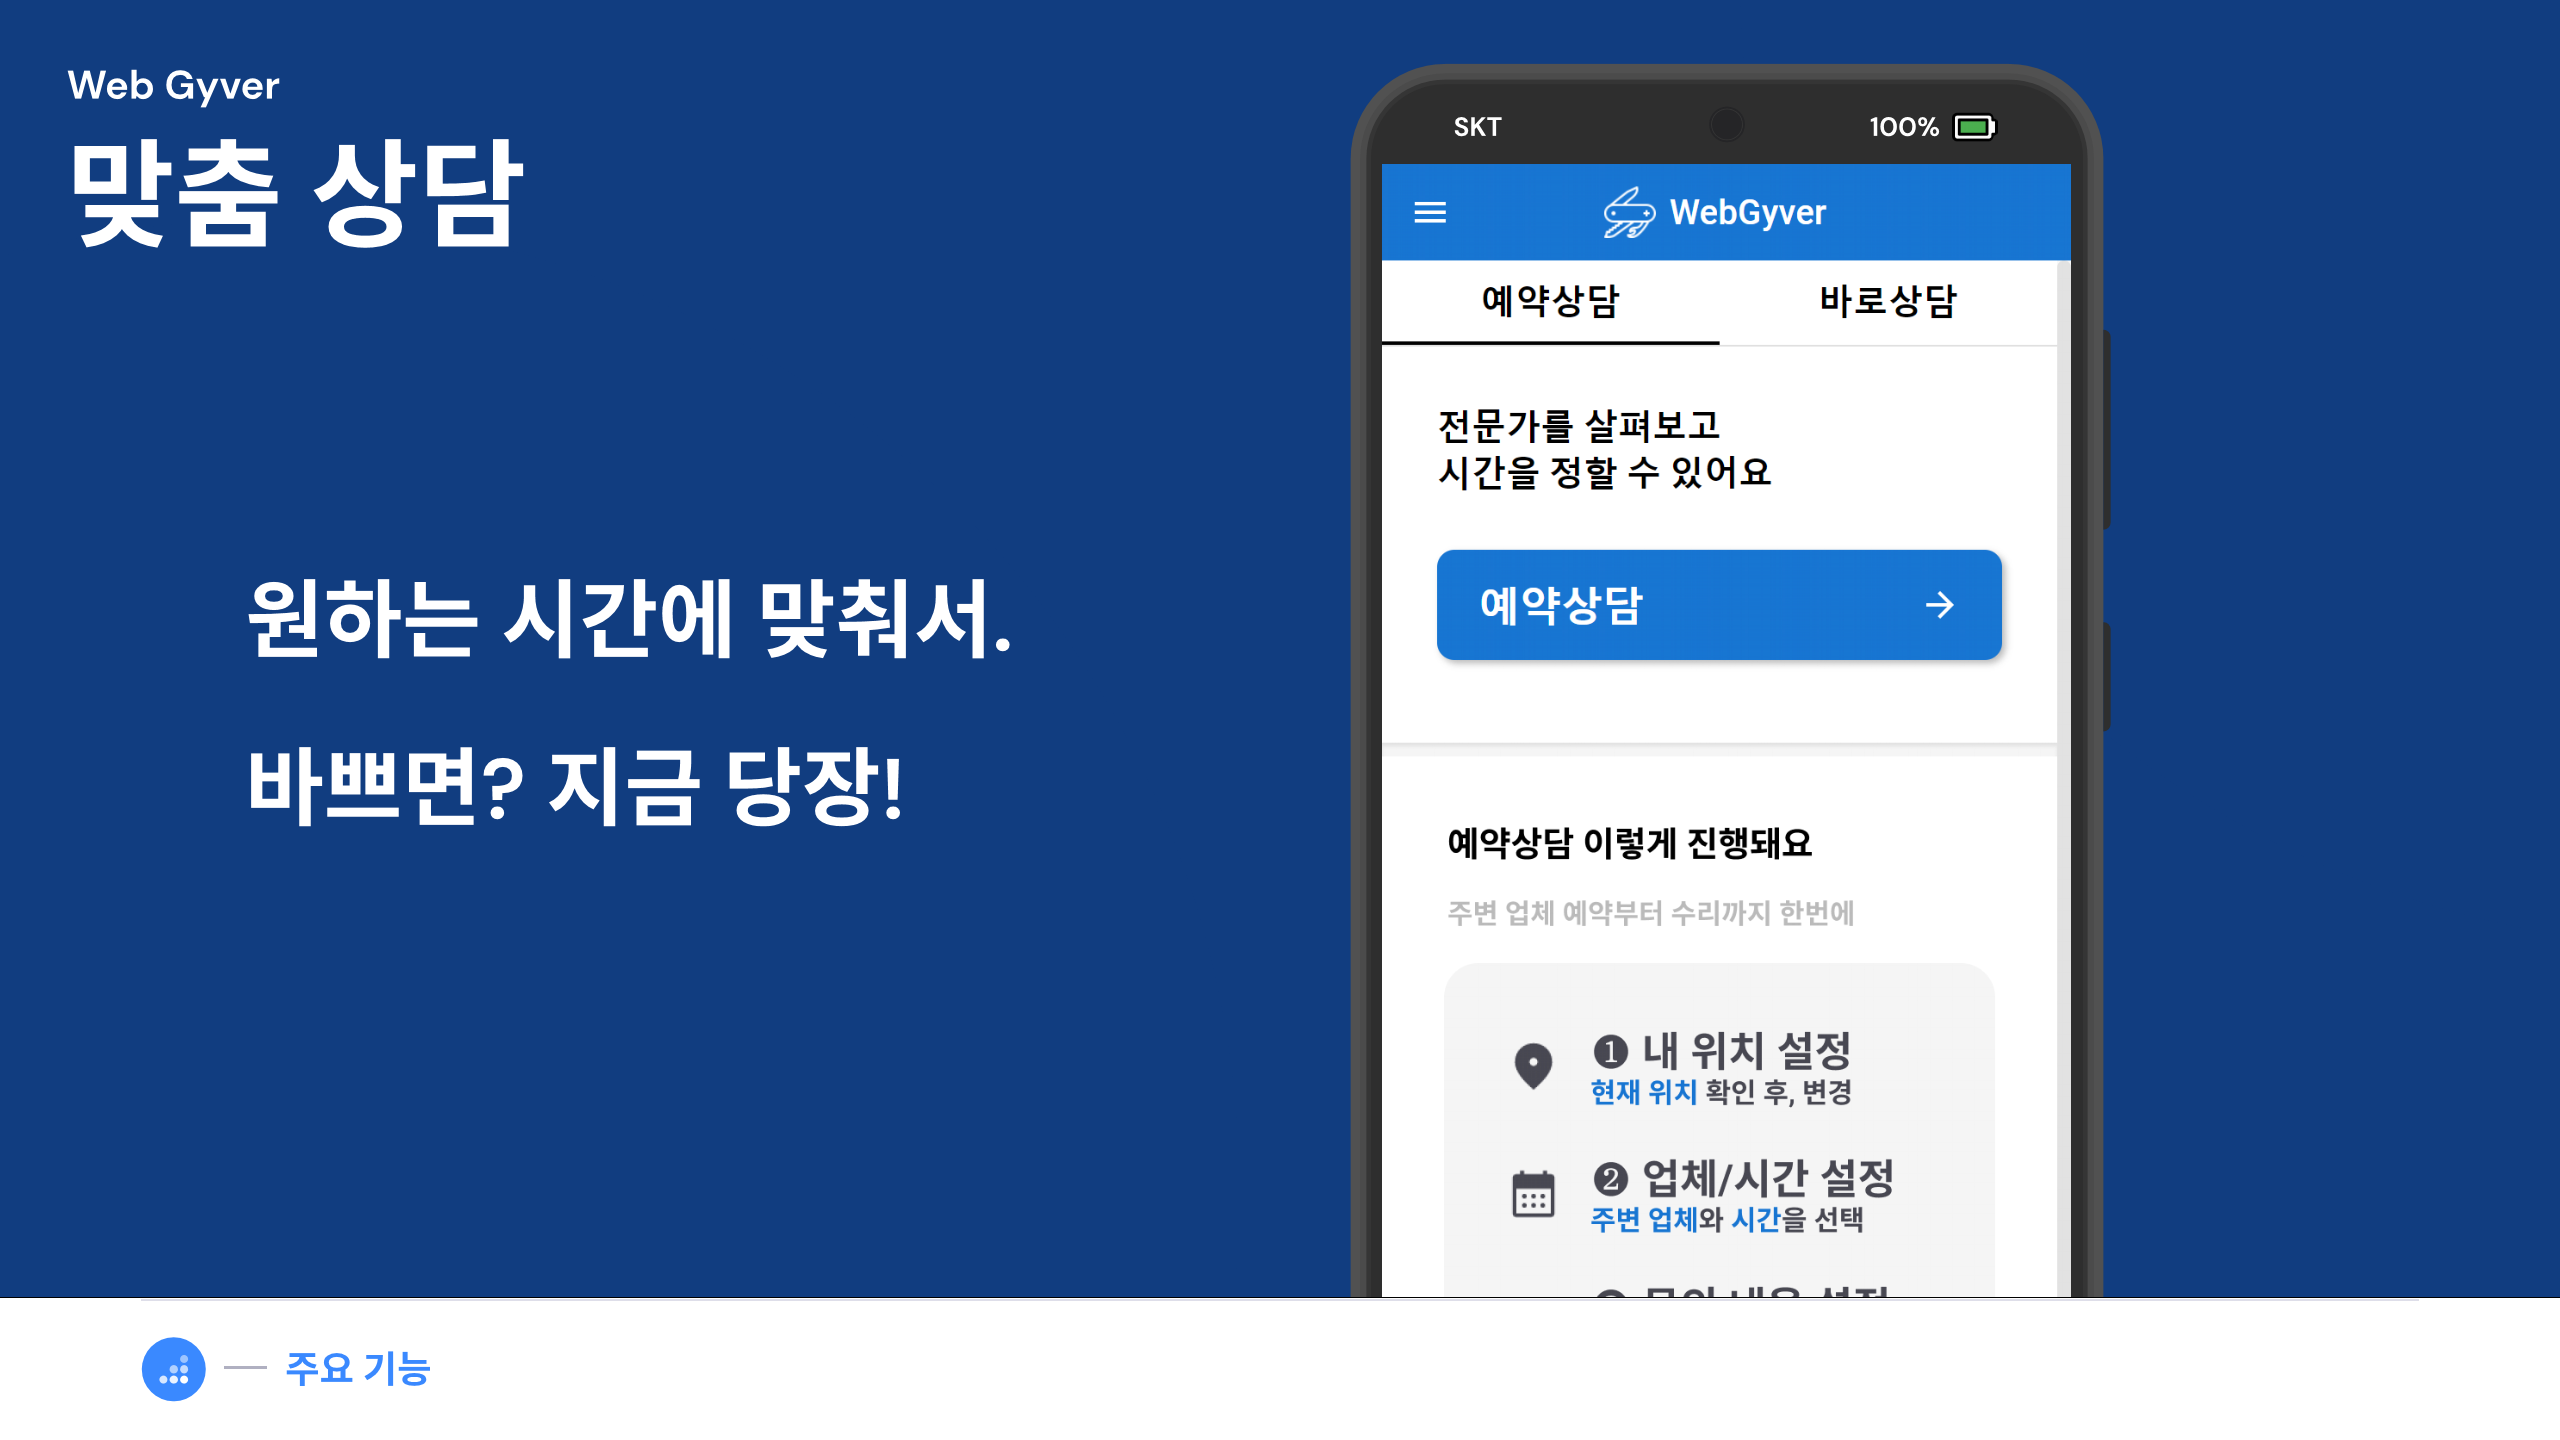 Web Gyver
맞춤 상담
원하는 시간에 맞춰서.
바쁘면? 지금 당장!
SKT
100%
WebGyver
예약상담
바로상담
전문가를 살펴보고
시간을 정할 수 있어요
예약상담
예약상담 이렇게 진행돼요
주변 업체 예약부터 수리까지 한번에
❶ 내 위치 설정
현재 위치 확인 후, 변경
❷ 업체/시간 설정
주변 업체와 시간을 선택
주요 기능